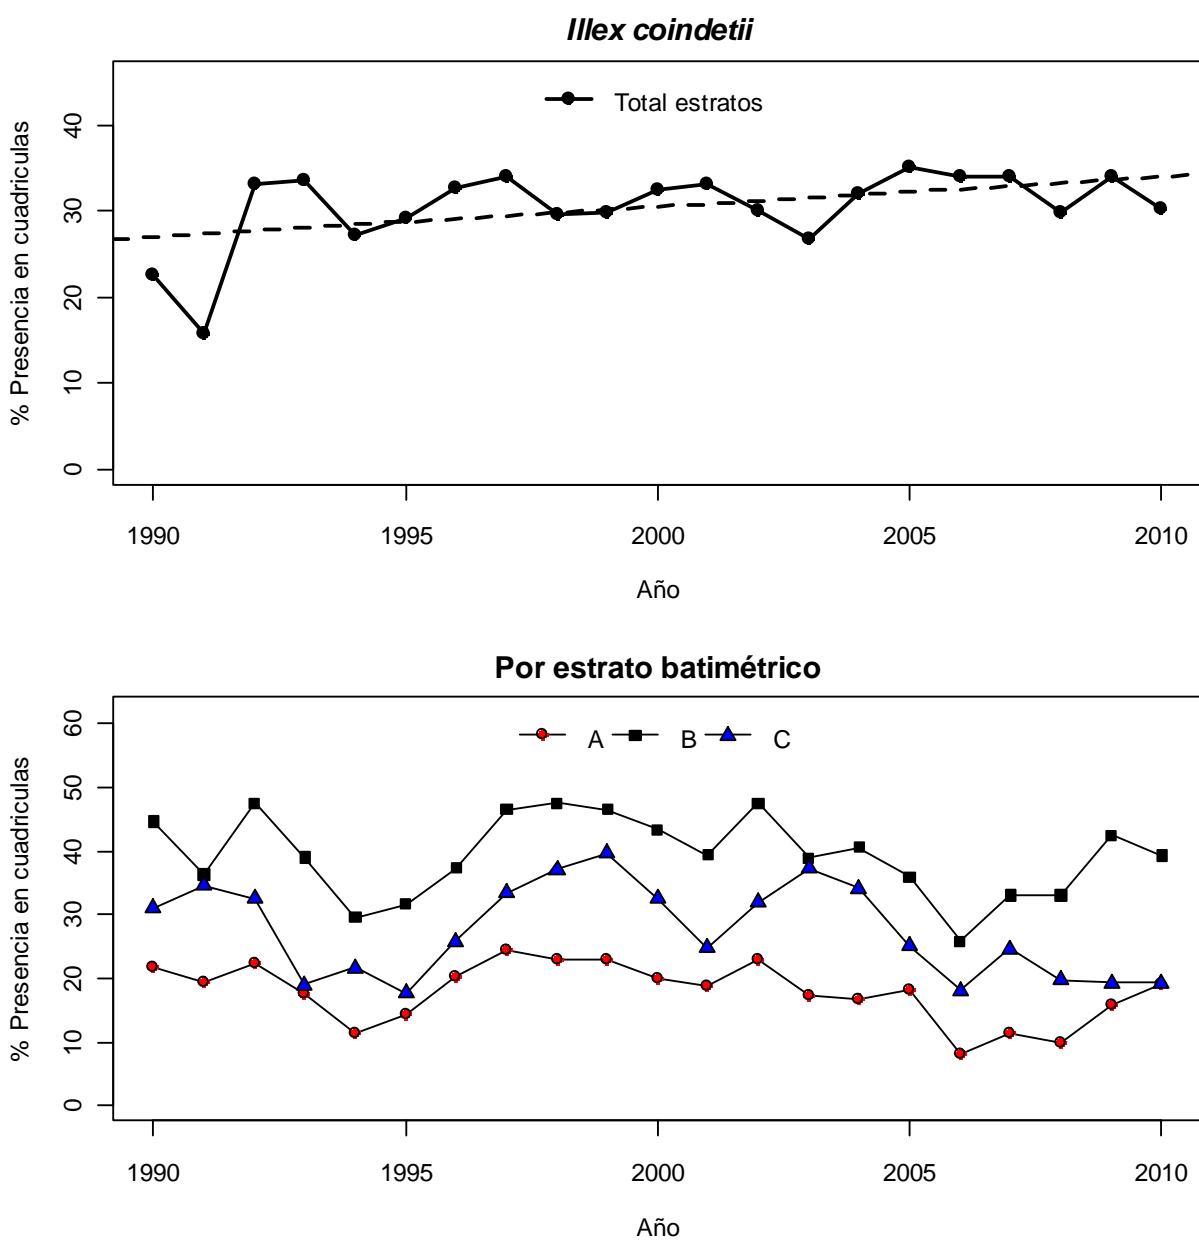 Illex coindetii
Total estratos
% Presencia en cuadriculas
40
30
20
10
0
1990 1995 2000 2005 2010
Año
Por estrato batimétrico
A B C
% Presencia en cuadriculas
60
50
40
30
20
10
0
1990 1995 2000 2005 2010
Año